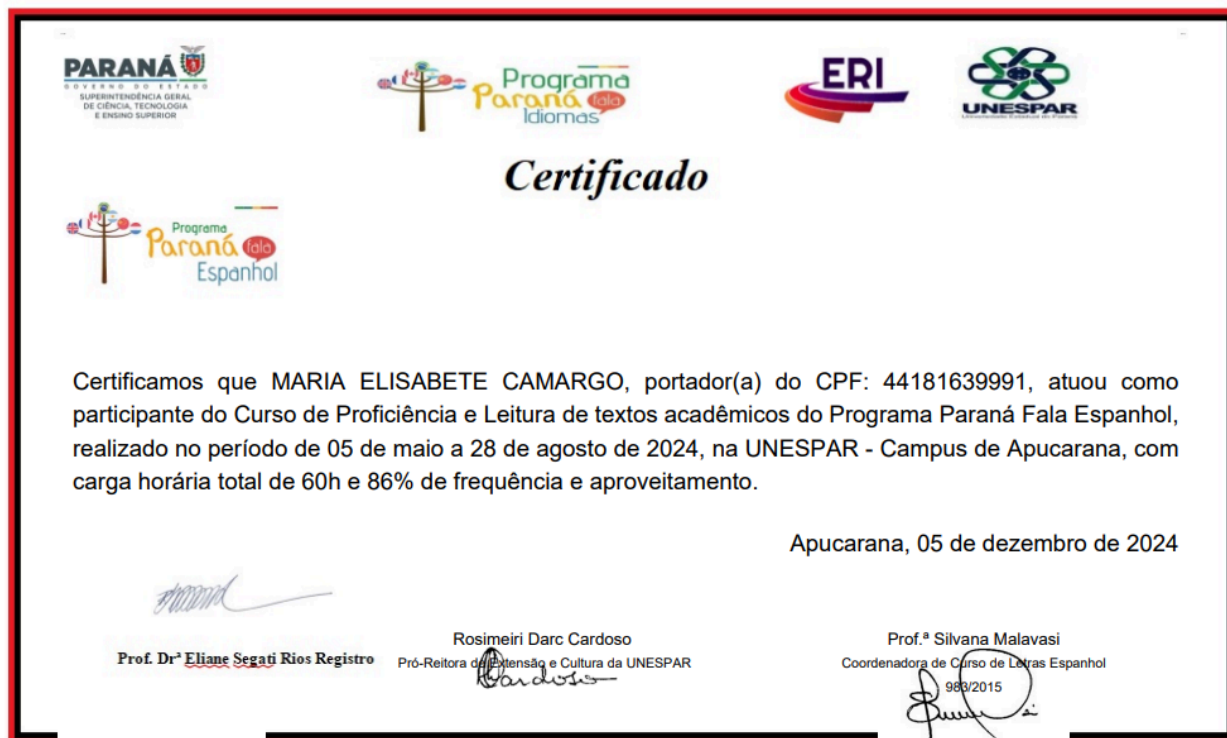 PARANÁ
GOVERNO DO ESTADO
SUPERINTENDÊNCIA GERAL
DE CIÊNCIA, TECNOLOGIA
E ENSINO SUPERIOR
Programa
Paraná fala
Idiomas
ERI
UNESPAR
Universidade Estadual do Paraná
Certificado
Programa
Paraná fala
Espanhol
Certificamos que MARIA ELISABETE CAMARGO, portador(a) do CPF: 44181639991, atuou como
participante do Curso de Proficiência e Leitura de textos acadêmicos do Programa Paraná Fala Espanhol,
realizado no período de 05 de maio a 28 de agosto de 2024, na UNESPAR - Campus de Apucarana, com
carga horária total de 60h e 86% de frequência e aproveitamento.
Apucarana, 05 de dezembro de 2024
Prof. Drª Eliane Segati Rios Registro
Rosimeiri Darc Cardoso
Pró-Reitora de Extensão e Cultura da UNESPAR
Cardoso
Prof.ª Silvana Malavasi
Coordenadora de Curso de Letras Espanhol
983/2015